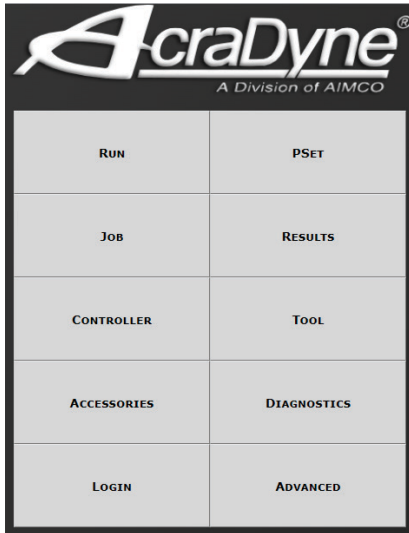 AcraDyne®
A Division of AIMCO
RUN PSET
JOB RESULTS
CONTROLLER TOOL
ACCESSORIES DIAGNOSTICS
LOGIN ADVANCED